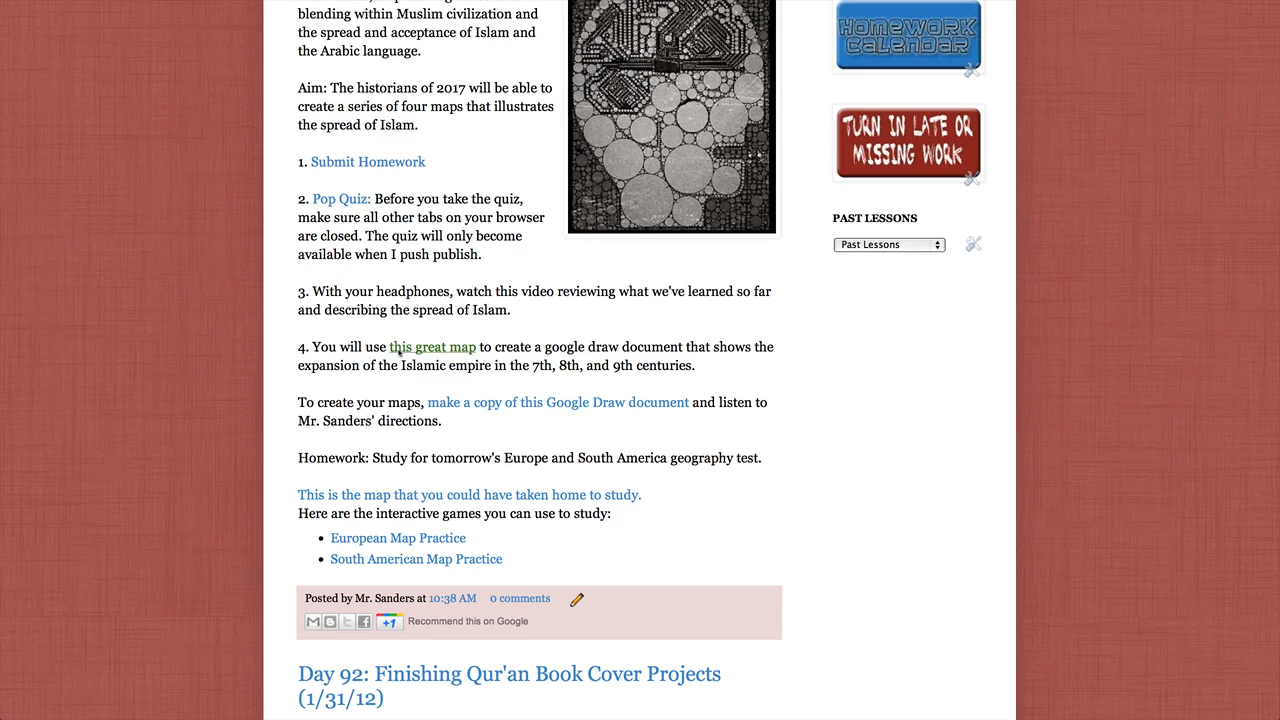 blending within Muslim civilization and
the spread and acceptance of Islam and
the Arabic language.
Aim: The historians of 2017 will be able to
create a series of four maps that illustrates
the spread of Islam.
1. Submit Homework
2. Pop Quiz: Before you take the quiz,
make sure all other tabs on your browser
are closed. The quiz will only become
available when I push publish.
3. With your headphones, watch this video reviewing what we've learned so far
and describing the spread of Islam.
4. You will use this great map to create a google draw document that shows the
expansion of the Islamic empire in the 7th, 8th, and 9th centuries.
To create your maps, make a copy of this Google Draw document and listen to
Mr. Sanders' directions.
Homework: Study for tomorrow's Europe and South America geography test.
This is the map that you could have taken home to study.
Here are the interactive games you can use to study:
• European Map Practice
• South American Map Practice
Posted by Mr. Sanders at 10:38 AM 0 comments
+1 Recommend this on Google
Day 92: Finishing Qur'an Book Cover Projects
(1/31/12)
HOMEWORK
CALENDAR
TURN IN LATE OR
MISSING WORK
PAST LESSONS
Past Lessons